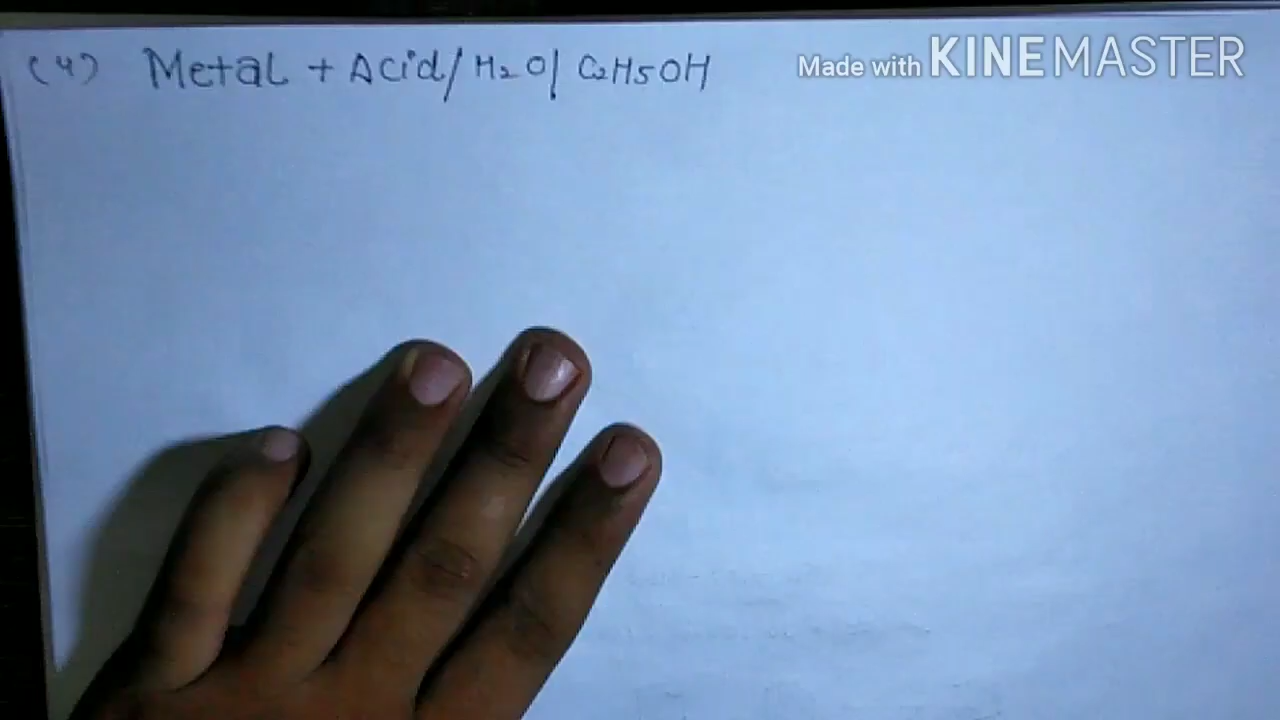 (4) Metal + Acid/H₂O/C₂H₅OH
Made with KINEMASTER